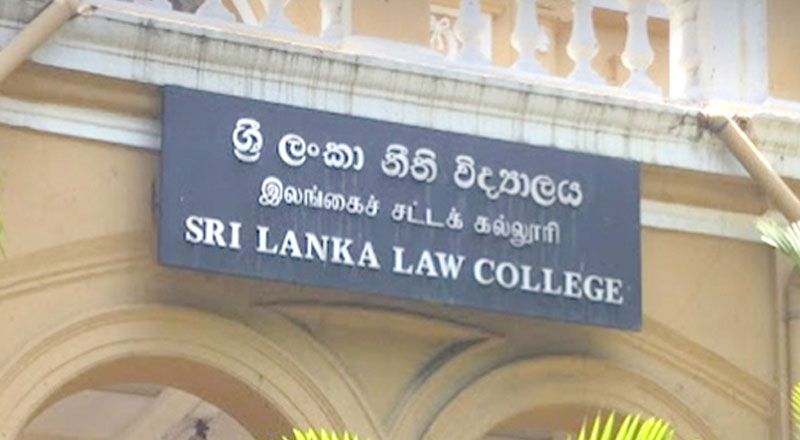 ශ්‍රී ලංකා නීති විද්‍යාලය
இலங்கைச் சட்டக் கல்லூரி
SRI LANKA LAW COLLEGE